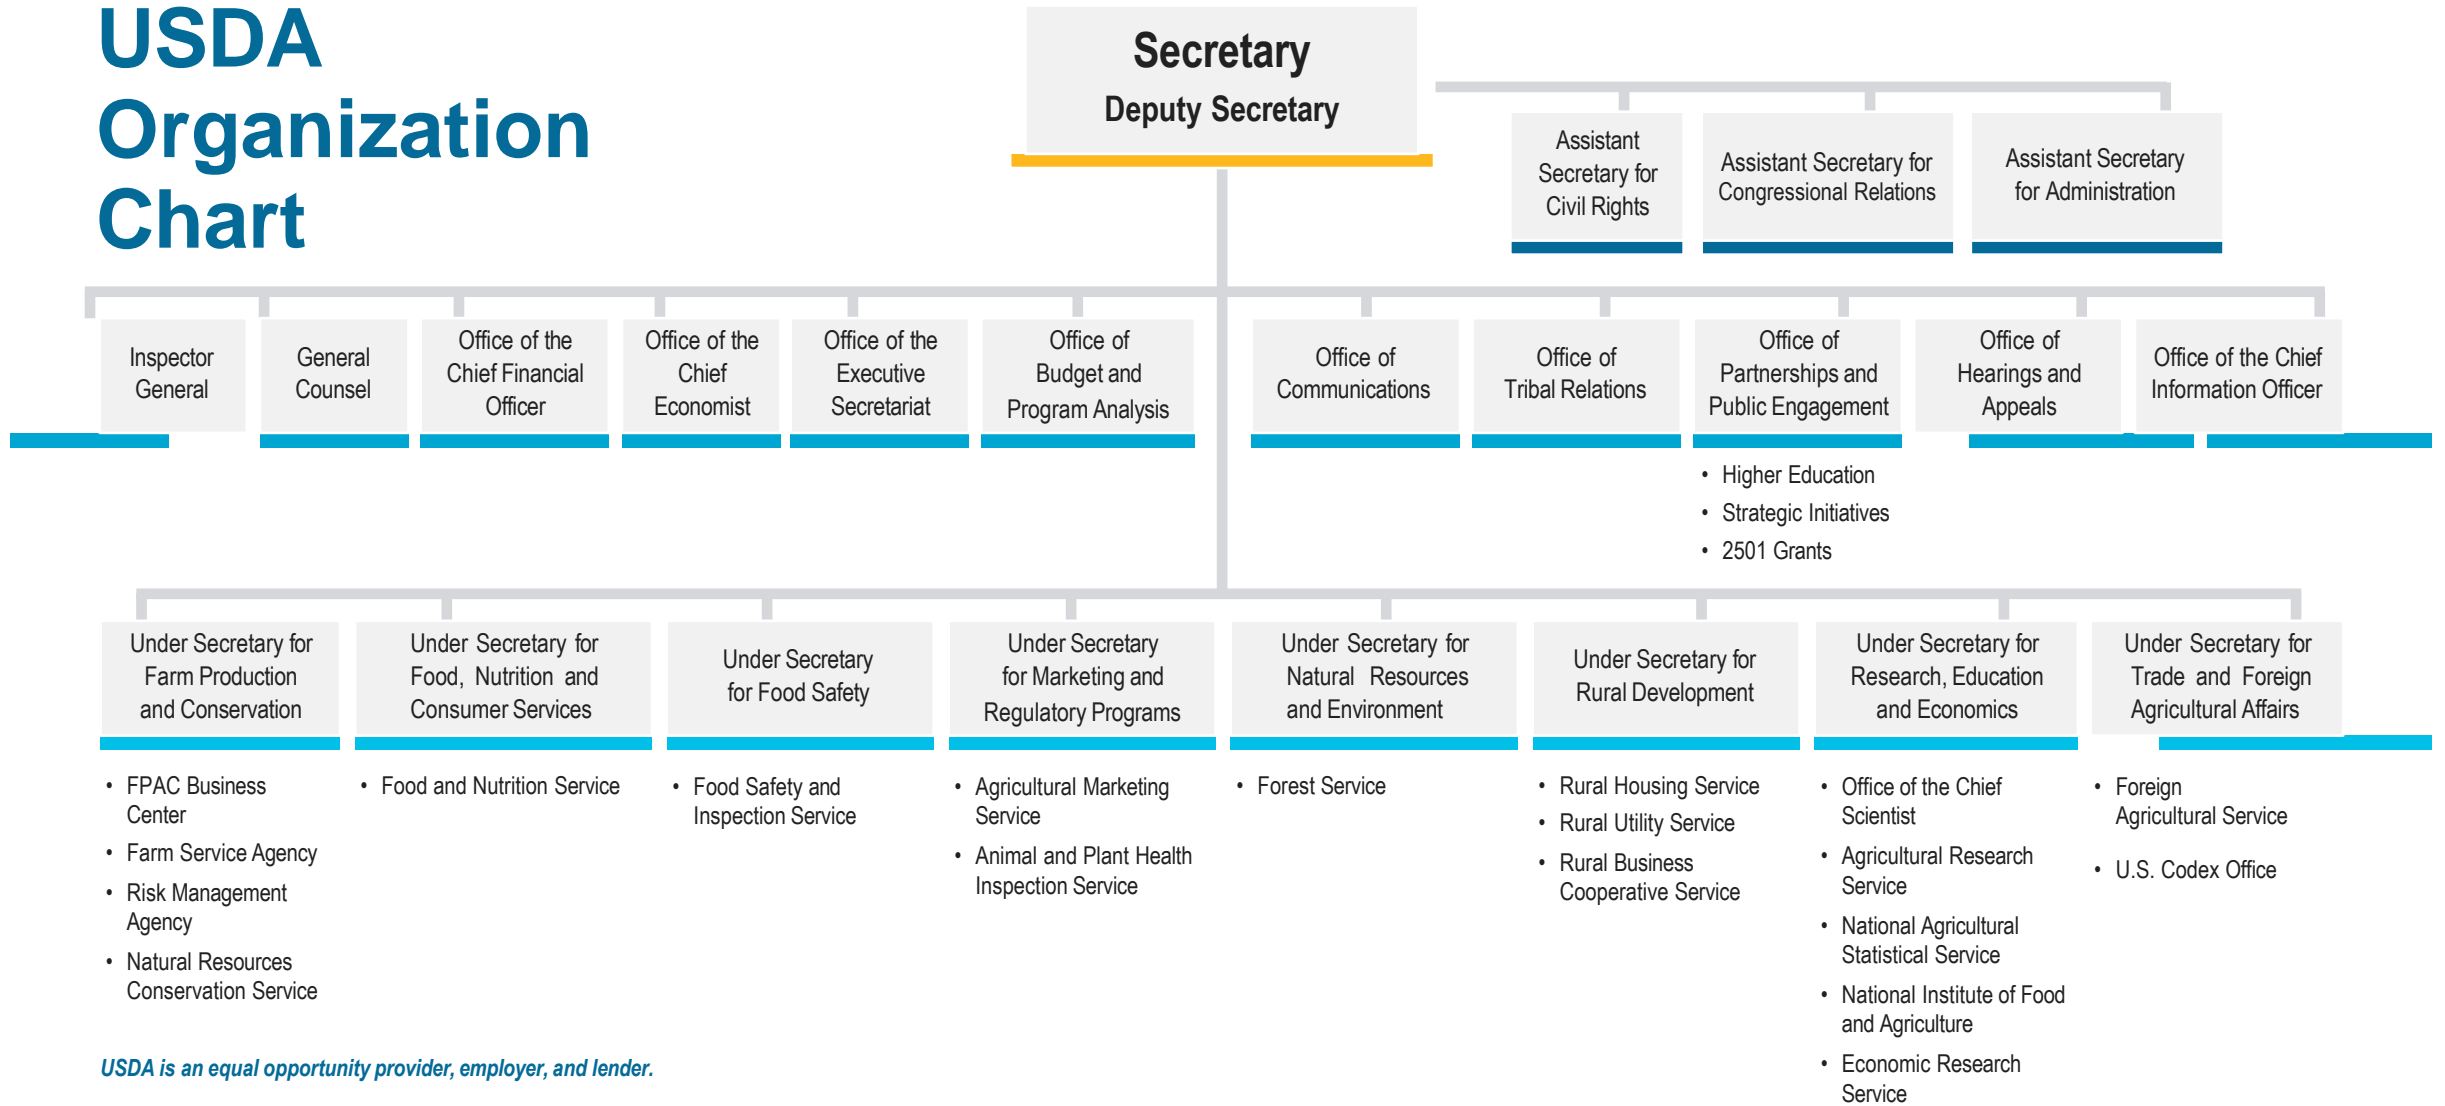 USDA
Organization
Chart
Secretary
Deputy Secretary
Assistant
Secretary for
Civil Rights
Assistant Secretary for
Congressional Relations
Assistant Secretary
for Administration
Inspector
General
General
Counsel
Office of the
Chief Financial
Officer
Office of the
Chief
Economist
Office of the
Executive
Secretariat
Office of
Budget and
Program Analysis
Office of
Communications
Office of
Tribal Relations
Office of
Partnerships and
Public Engagement
• Higher Education
• Strategic Initiatives
• 2501 Grants
Office of
Hearings and
Appeals
Office of the Chief
Information Officer
Under Secretary for
Farm Production
and Conservation
• FPAC Business
Center
• Farm Service Agency
• Risk Management
Agency
• Natural Resources
Conservation Service
Under Secretary for
Food, Nutrition and
Consumer Services
• Food and Nutrition Service
Under Secretary
for Food Safety
• Food Safety and
Inspection Service
Under Secretary
for Marketing and
Regulatory Programs
• Agricultural Marketing
Service
• Animal and Plant Health
Inspection Service
Under Secretary for
Natural Resources
and Environment
• Forest Service
Under Secretary for
Rural Development
• Rural Housing Service
• Rural Utility Service
• Rural Business
Cooperative Service
Under Secretary for
Research, Education
and Economics
• Office of the Chief
Scientist
• Agricultural Research
Service
• National Agricultural
Statistical Service
• National Institute of Food
and Agriculture
• Economic Research
Service
Under Secretary for
Trade and Foreign
Agricultural Affairs
• Foreign
Agricultural Service
• U.S. Codex Office
USDA is an equal opportunity provider, employer, and lender.